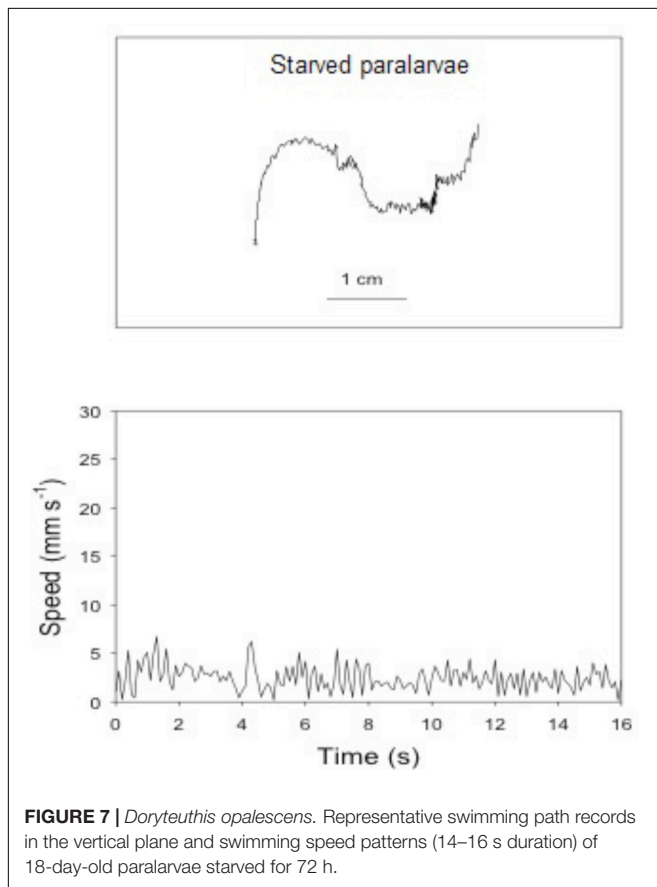 Starved paralarvae
1 cm
30
25
20
15
10
5
0
Speed (mm s⁻¹)
0 2 4 6 8 10 12 14 16
Time (s)
FIGURE 7 | Doryteuthis opalescens. Representative swimming path records
in the vertical plane and swimming speed patterns (14–16 s duration) of
18-day-old paralarvae starved for 72 h.